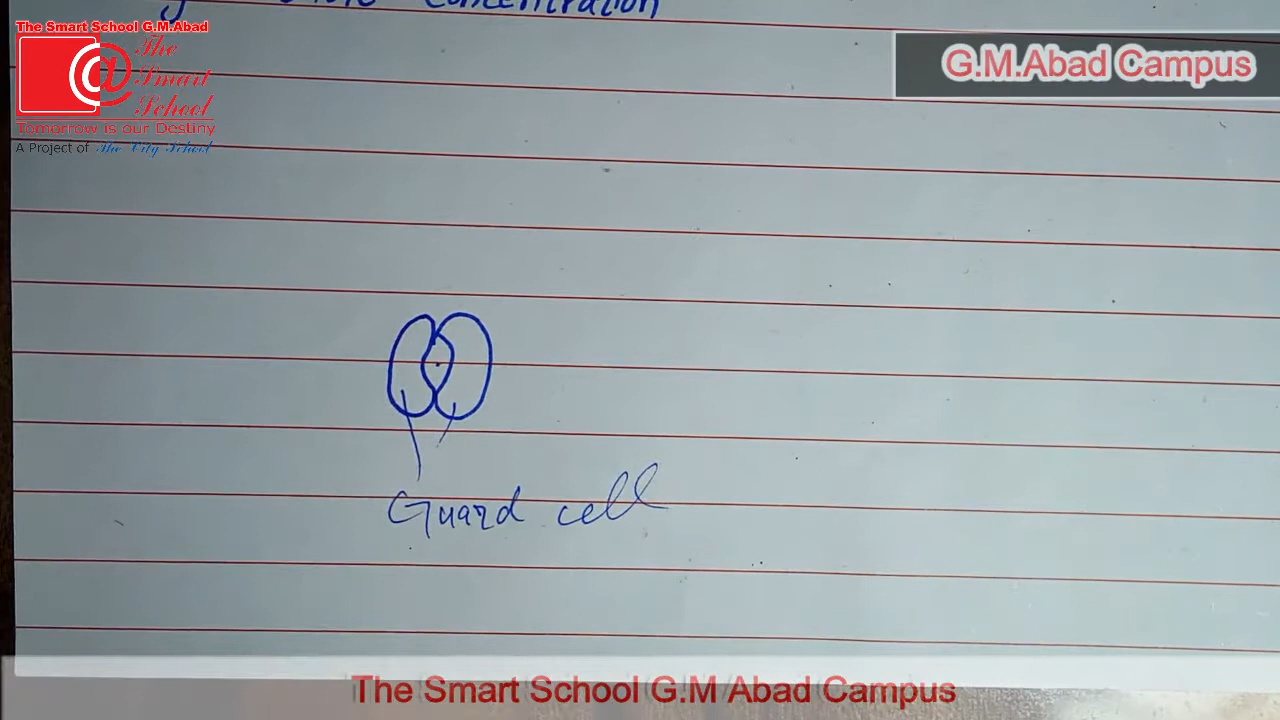 concentration
The Smart School G.M.Abad
The
Smart
School
Tomorrow is our Destiny
A Project of The City School
G.M.Abad Campus
Guard cell
The Smart School G.M Abad Campus